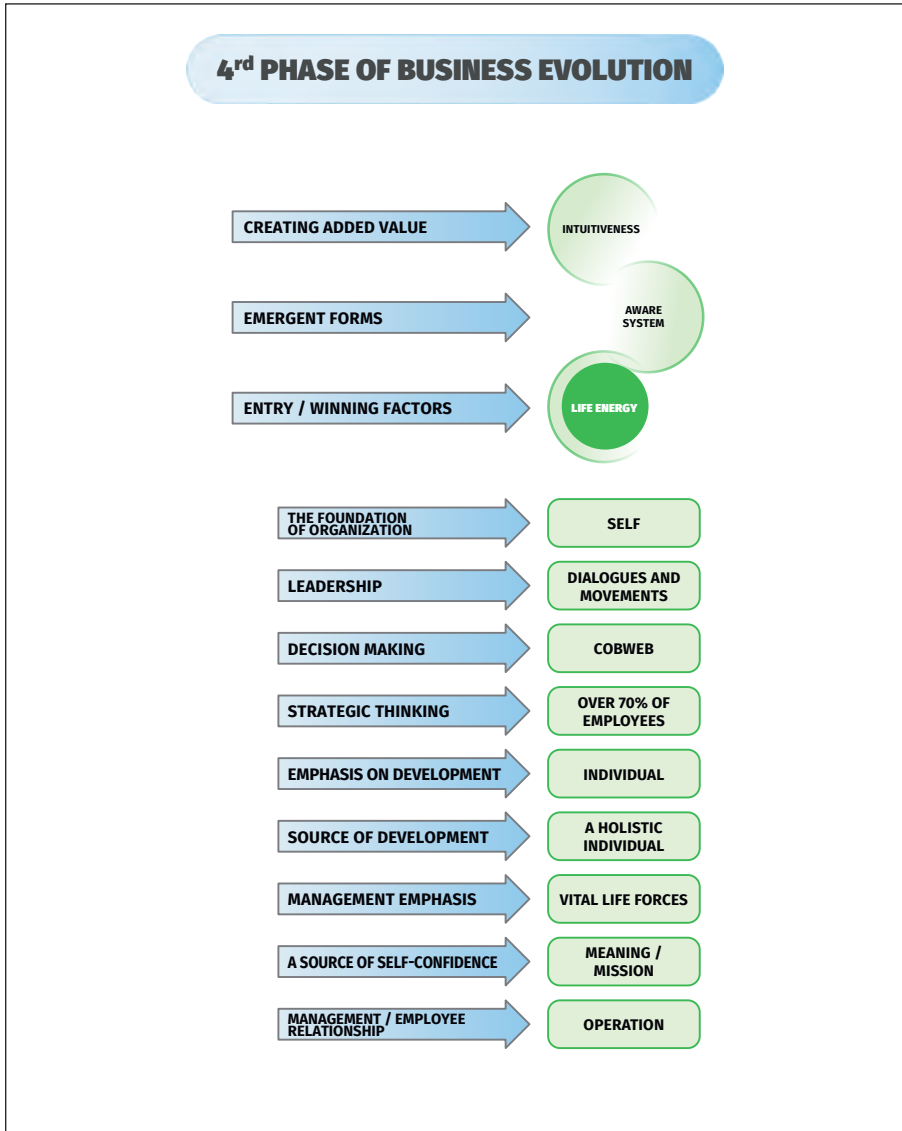 4rd PHASE OF BUSINESS EVOLUTION
CREATING ADDED VALUE
INTUITIVENESS
EMERGENT FORMS
AWARE
SYSTEM
ENTRY / WINNING FACTORS
LIFE ENERGY
THE FOUNDATION
OF ORGANIZATION
SELF
LEADERSHIP
DIALOGUES AND
MOVEMENTS
DECISION MAKING
COBWEB
STRATEGIC THINKING
OVER 70% OF
EMPLOYEES
EMPHASIS ON DEVELOPMENT
INDIVIDUAL
SOURCE OF DEVELOPMENT
A HOLISTIC
INDIVIDUAL
MANAGEMENT EMPHASIS
VITAL LIFE FORCES
A SOURCE OF SELF-CONFIDENCE
MEANING /
MISSION
MANAGEMENT / EMPLOYEE
RELATIONSHIP
OPERATION